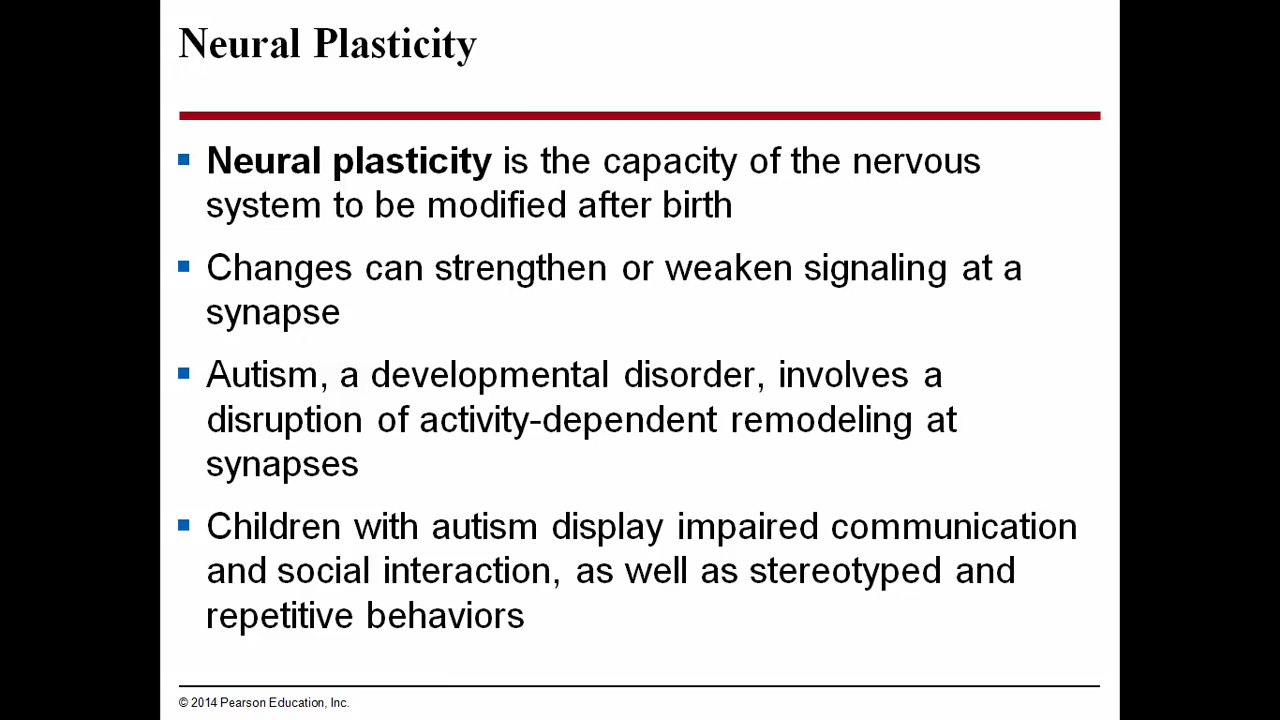 Neural Plasticity
Neural plasticity is the capacity of the nervous
system to be modified after birth
Changes can strengthen or weaken signaling at a
synapse
Autism, a developmental disorder, involves a
disruption of activity-dependent remodeling at
synapses
Children with autism display impaired communication
and social interaction, as well as stereotyped and
repetitive behaviors
© 2014 Pearson Education, Inc.